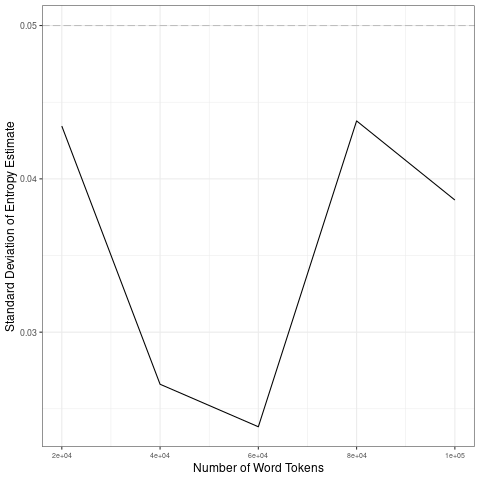 Standard Deviation of Entropy Estimate
0.05
0.04
0.03
2e+04 4e+04 6e+04 8e+04 1e+05
Number of Word Tokens